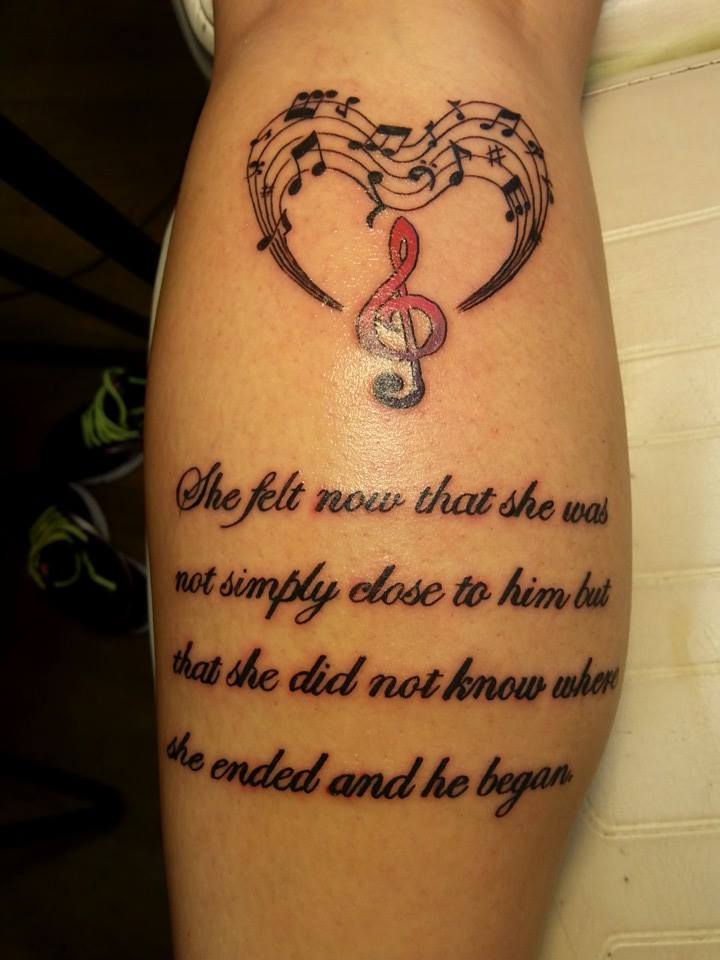 She felt now that she was
not simply close to him but
that she did not know where
she ended and he began.